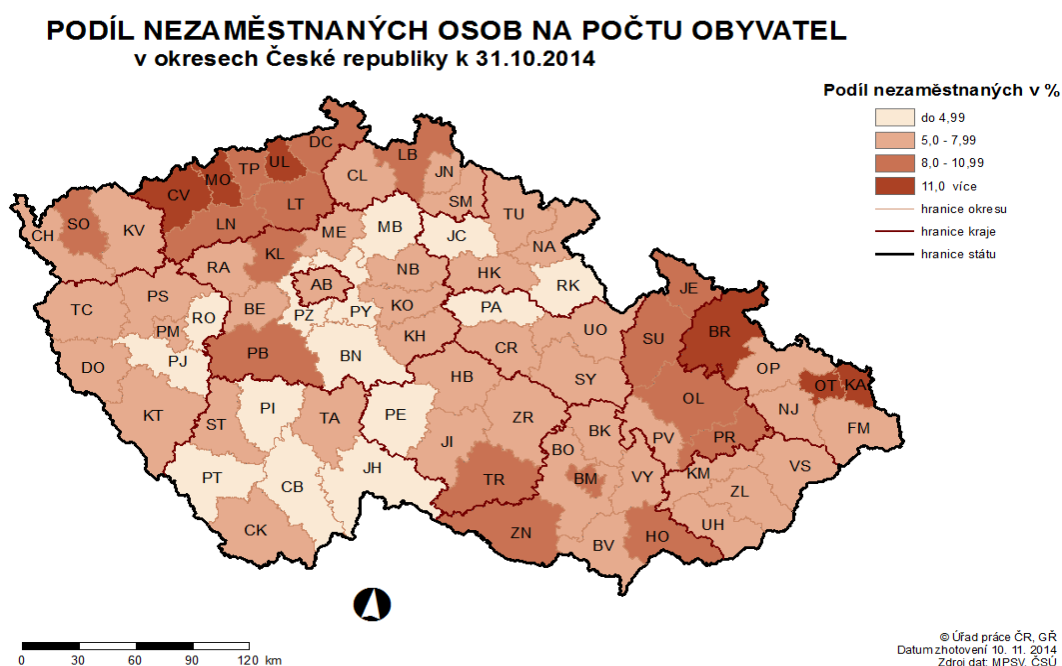 PODÍL NEZAMĚSTNANÝCH OSOB NA POČTU OBYVATEL
v okresech České republiky k 31.10.2014
Podíl nezaměstnaných v %
do 4,99
5,0 - 7,99
8,0 - 10,99
11,0 více
hranice okresu
hranice kraje
hranice státu
DC
UL
TP
LB
MO
CV
CL
JN
LT
SM
TU
SO
LN
KV
CH
ME
MB
JC
NA
KL
RA
NB
HK
AB
RK
JE
PS
TC
RO
BE
PZ
PY
KO
PA
PM
UO
BR
SU
KH
CR
PB
BN
PJ
DO
OP
HB
SY
OT
KA
OL
NJ
KT
ST
PI
TA
PE
ZR
FM
JI
BK
PV
PR
BO
VS
PT
CB
JH
TR
BM
VY
KM
ZL
CK
ZN
BV
HO
UH
0 30 60 90 120 km
© Úřad práce ČR, GŘ
Datum zhotovení 10. 11. 2014
Zdroj dat: MPSV, ČSÚ